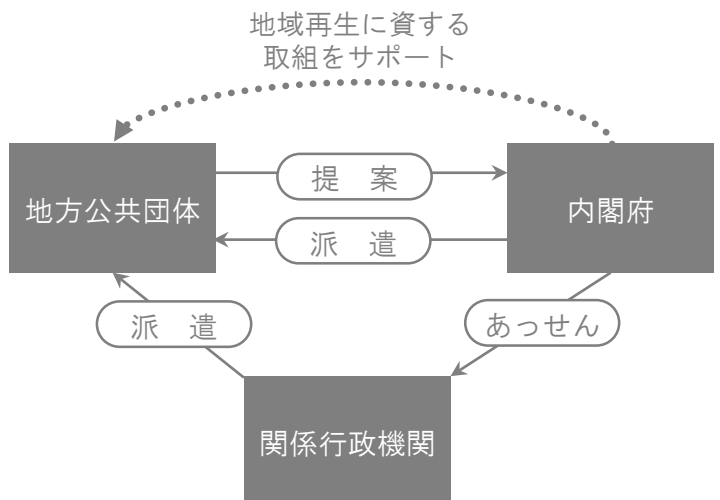 地域再生に資する
取組をサポート
地方公共団体
提　案
内閣府
派　遣
派　遣
あっせん
関係行政機関